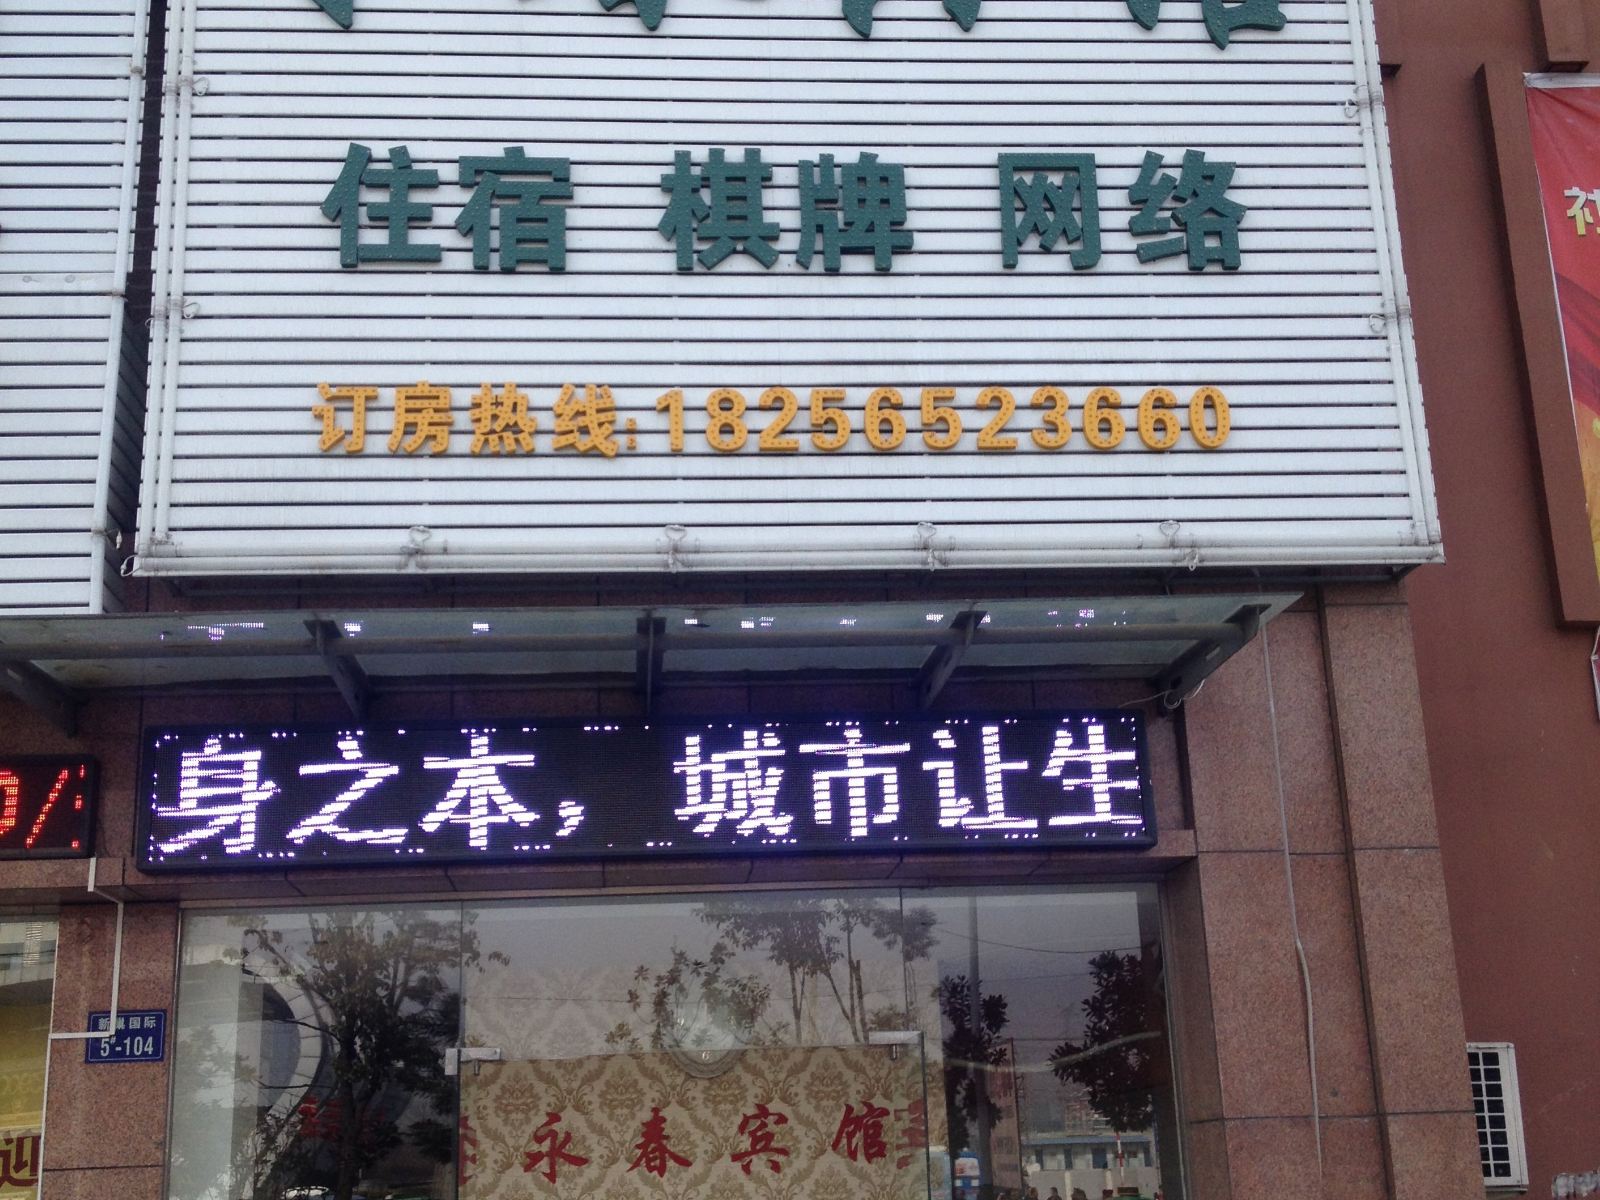 住宿 棋牌 网络
订房热线:18256523660
身之本，城市让生
新巢国际
5#-104
永春宾馆
迎